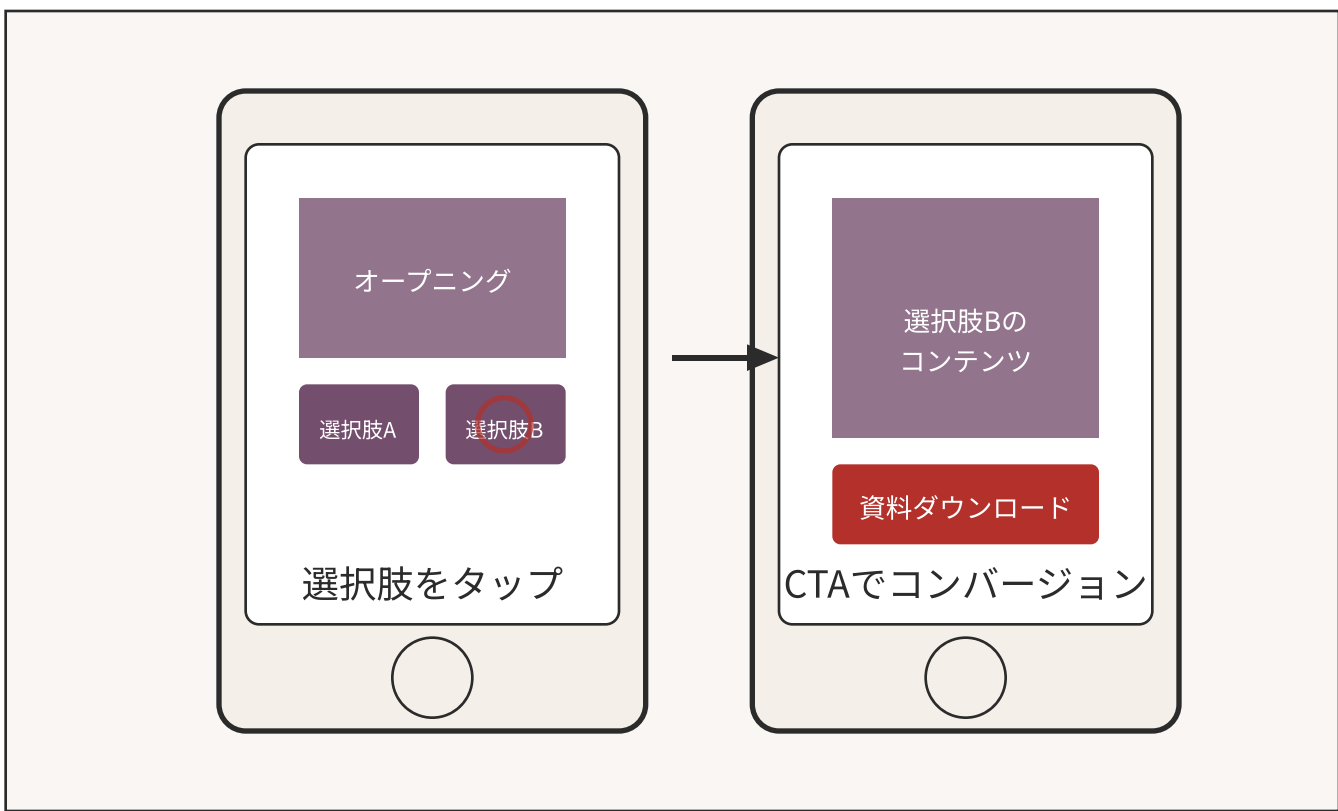 オープニング
選択肢A
選択肢B
選択肢をタップ
選択肢Bの
コンテンツ
資料ダウンロード
CTAでコンバージョン